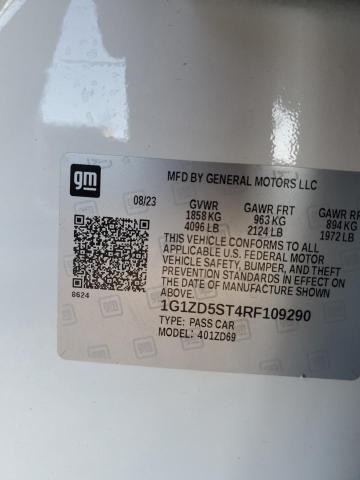 gm
MFD BY GENERAL MOTORS LLC
08/23 GVWR GAWR FRT GAWR RR
1858 KG 963 KG 894 KG
4096 LB 2124 LB 1972 LB
THIS VEHICLE CONFORMS TO ALL
APPLICABLE U.S. FEDERAL MOTOR
VEHICLE SAFETY, BUMPER, AND THEFT
PREVENTION STANDARDS IN EFFECT ON
THE DATE OF MANUFACTURE SHOWN ABOVE
8624
1G1ZD5ST4RF109290
TYPE: PASS CAR
MODEL: 401ZD69